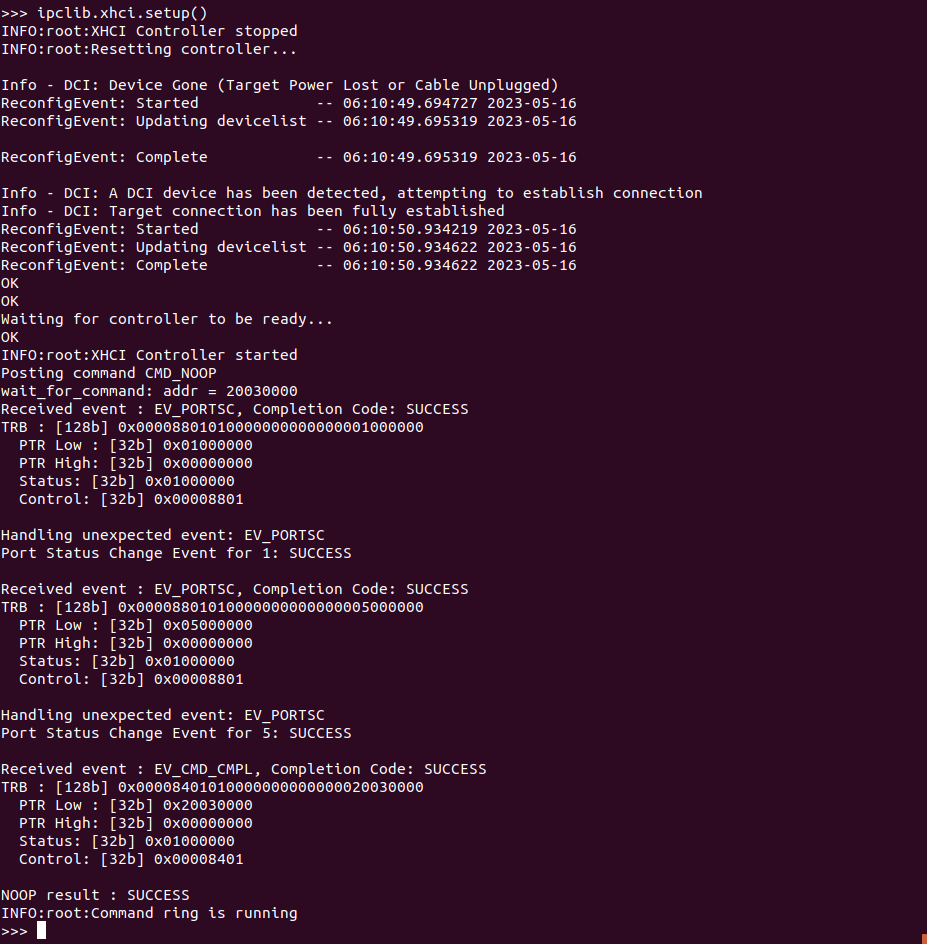 >>> ipclib.xhci.setup()
INFO:root:XHCI Controller stopped
INFO:root:Resetting controller...
Info - DCI: Device Gone (Target Power Lost or Cable Unplugged)
ReconfigEvent: Started             -- 06:10:49.694727 2023-05-16
ReconfigEvent: Updating devicelist -- 06:10:49.695319 2023-05-16
ReconfigEvent: Complete            -- 06:10:49.695319 2023-05-16
Info - DCI: A DCI device has been detected, attempting to establish connection
Info - DCI: Target connection has been fully established
ReconfigEvent: Started             -- 06:10:50.934219 2023-05-16
ReconfigEvent: Updating devicelist -- 06:10:50.934622 2023-05-16
ReconfigEvent: Complete            -- 06:10:50.934622 2023-05-16
OK
OK
Waiting for controller to be ready...
OK
INFO:root:XHCI Controller started
Posting command CMD_NOOP
wait_for_command: addr = 20030000
Received event : EV_PORTSC, Completion Code: SUCCESS
TRB : [128b] 0x00008801010000000000000001000000
  PTR Low : [32b] 0x01000000
  PTR High: [32b] 0x00000000
  Status: [32b] 0x01000000
  Control: [32b] 0x00008801
Handling unexpected event: EV_PORTSC
Port Status Change Event for 1: SUCCESS
Received event : EV_PORTSC, Completion Code: SUCCESS
TRB : [128b] 0x00008801010000000000000005000000
  PTR Low : [32b] 0x05000000
  PTR High: [32b] 0x00000000
  Status: [32b] 0x01000000
  Control: [32b] 0x00008801
Handling unexpected event: EV_PORTSC
Port Status Change Event for 5: SUCCESS
Received event : EV_CMD_CMPL, Completion Code: SUCCESS
TRB : [128b] 0x00008401010000000000000020030000
  PTR Low : [32b] 0x20030000
  PTR High: [32b] 0x00000000
  Status: [32b] 0x01000000
  Control: [32b] 0x00008401
NOOP result : SUCCESS
INFO:root:Command ring is running
>>>